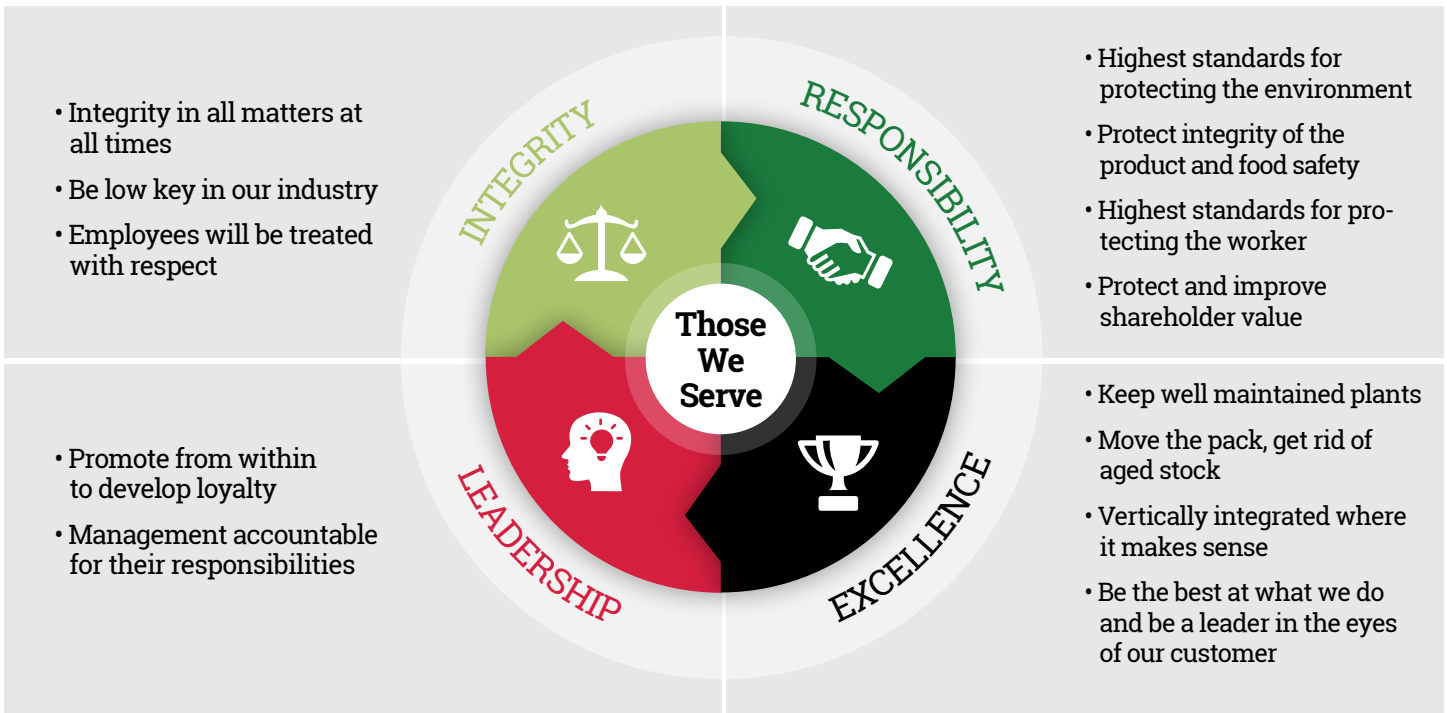 INTEGRITY
• Integrity in all matters at
all times
• Be low key in our industry
• Employees will be treated
with respect
RESPONSIBILITY
• Highest standards for
protecting the environment
• Protect integrity of the
product and food safety
• Highest standards for pro-
tecting the worker
• Protect and improve
shareholder value
Those
We
Serve
LEADERSHIP
• Promote from within
to develop loyalty
• Management accountable
for their responsibilities
EXCELLENCE
• Keep well maintained plants
• Move the pack, get rid of
aged stock
• Vertically integrated where
it makes sense
• Be the best at what we do
and be a leader in the eyes
of our customer